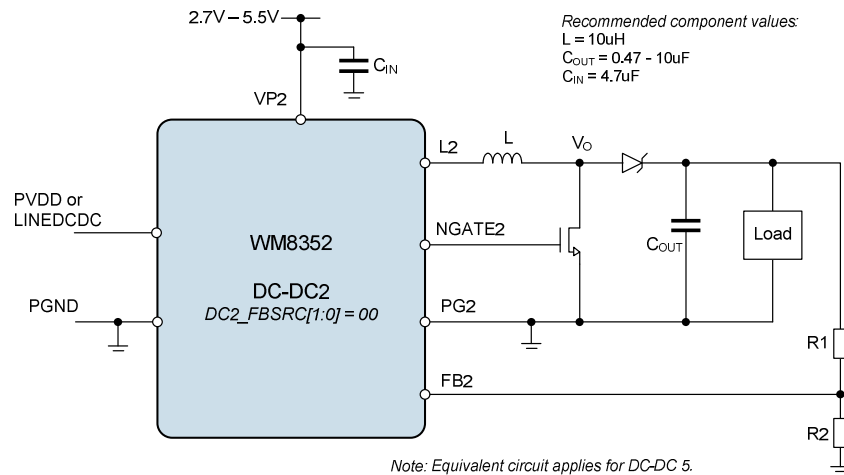 2.7V – 5.5V
Recommended component values:
L = 10uH
COUT = 0.47 - 10uF
CIN = 4.7uF
CIN
VP2
L2
L
VO
PVDD or
LINEDCDC
WM8352
NGATE2
COUT
Load
DC-DC2
DC2_FBSRC[1:0] = 00
PGND
PG2
R1
FB2
R2
Note: Equivalent circuit applies for DC-DC 5.